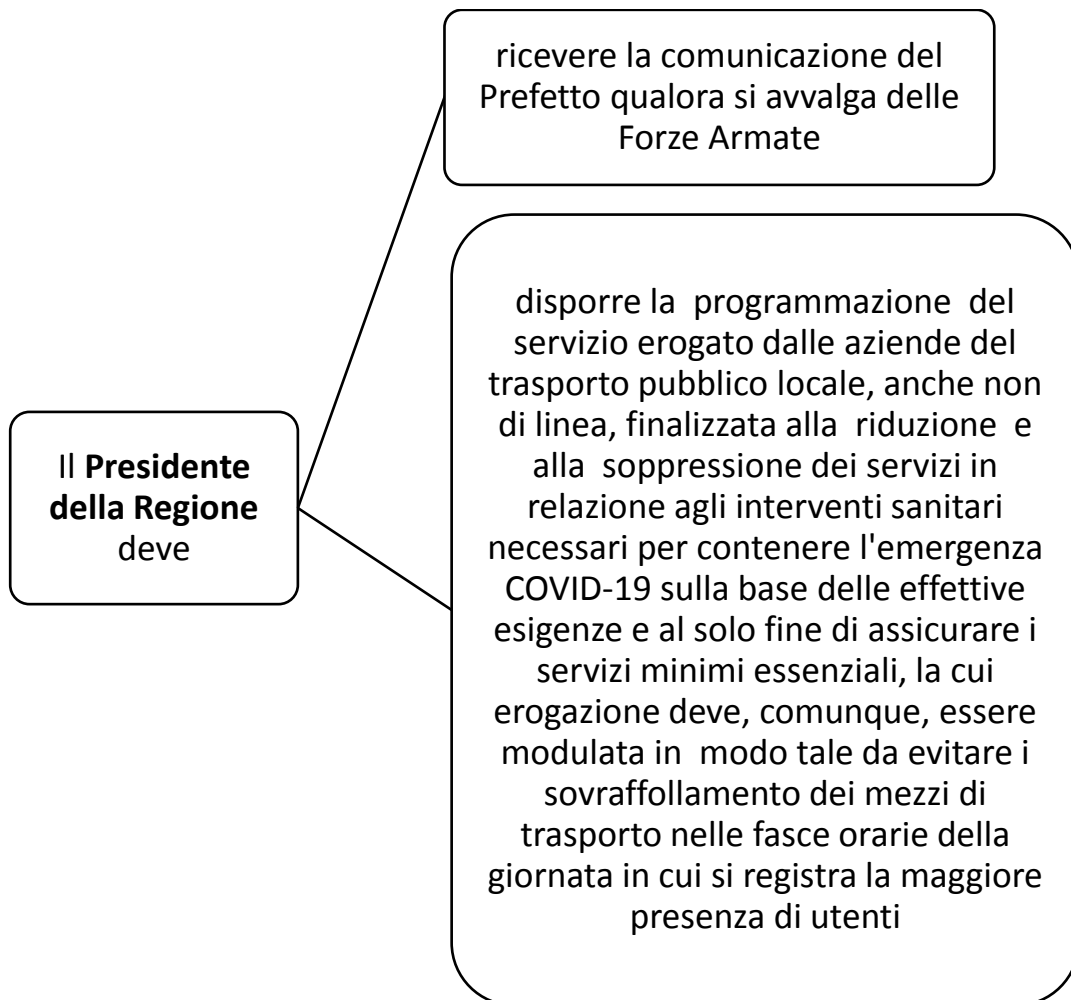 ricevere la comunicazione del
Prefetto qualora si avvalga delle
Forze Armate
Il Presidente
della Regione
deve
disporre la programmazione del
servizio erogato dalle aziende del
trasporto pubblico locale, anche non
di linea, finalizzata alla riduzione e
alla soppressione dei servizi in
relazione agli interventi sanitari
necessari per contenere l'emergenza
COVID-19 sulla base delle effettive
esigenze e al solo fine di assicurare i
servizi minimi essenziali, la cui
erogazione deve, comunque, essere
modulata in modo tale da evitare i
sovraffollamento dei mezzi di
trasporto nelle fasce orarie della
giornata in cui si registra la maggiore
presenza di utenti